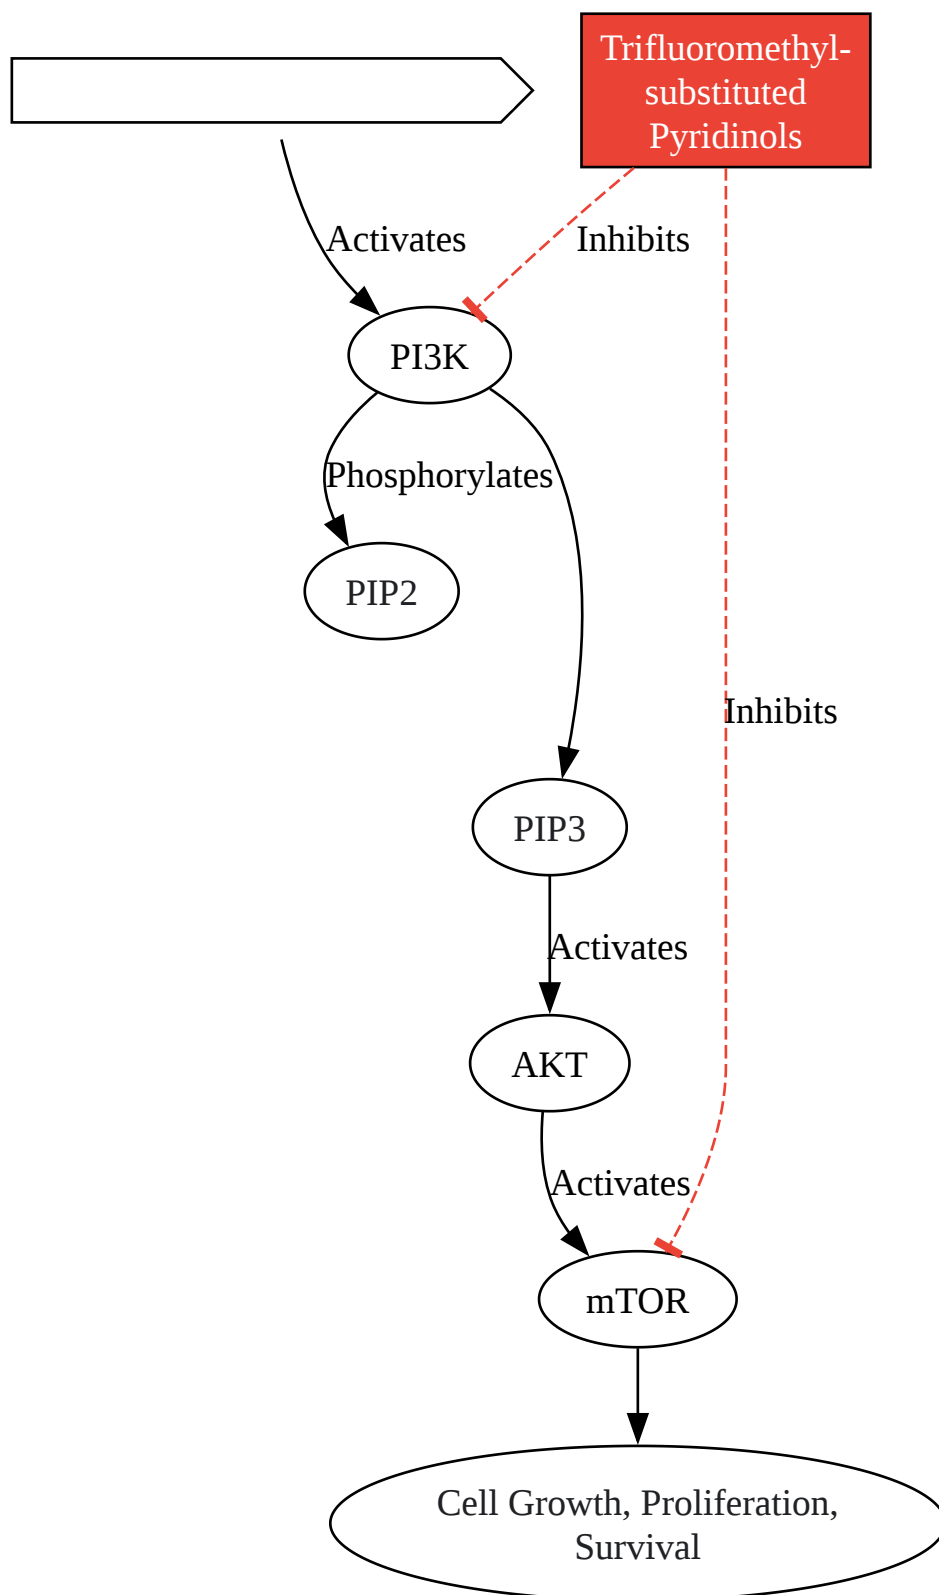 Trifluoromethyl-
substituted
Pyridinols
Activates
Inhibits
PI3K
Phosphorylates
PIP2
Inhibits
PIP3
Activates
AKT
Activates
mTOR
Cell Growth, Proliferation,
Survival